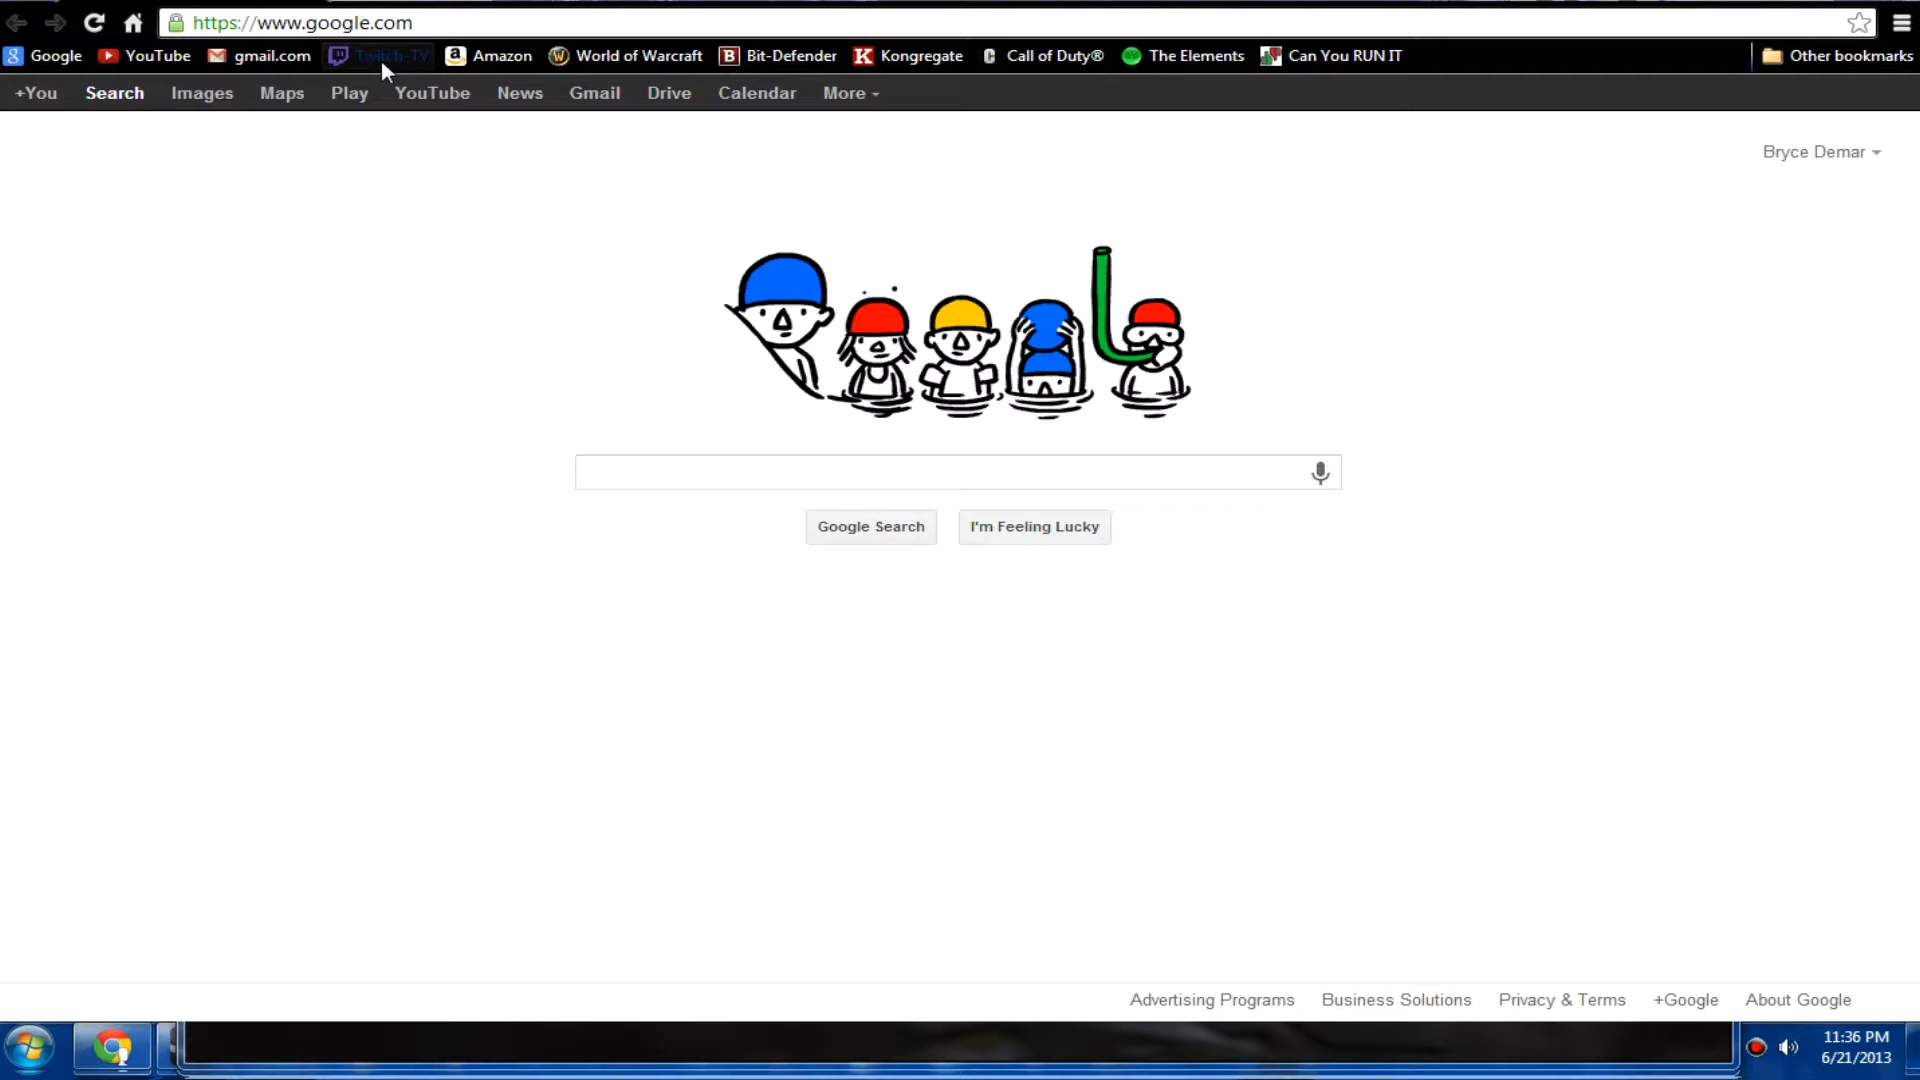 https://www.google.com
Google YouTube gmail.com Twitch-TV Amazon World of Warcraft Bit-Defender Kongregate Call of Duty® The Elements Can You RUN IT Other bookmarks
+You Search Images Maps Play YouTube News Gmail Drive Calendar More
Bryce Demar
Google Search I'm Feeling Lucky
Advertising Programs Business Solutions Privacy & Terms +Google About Google
11:36 PM
6/21/2013